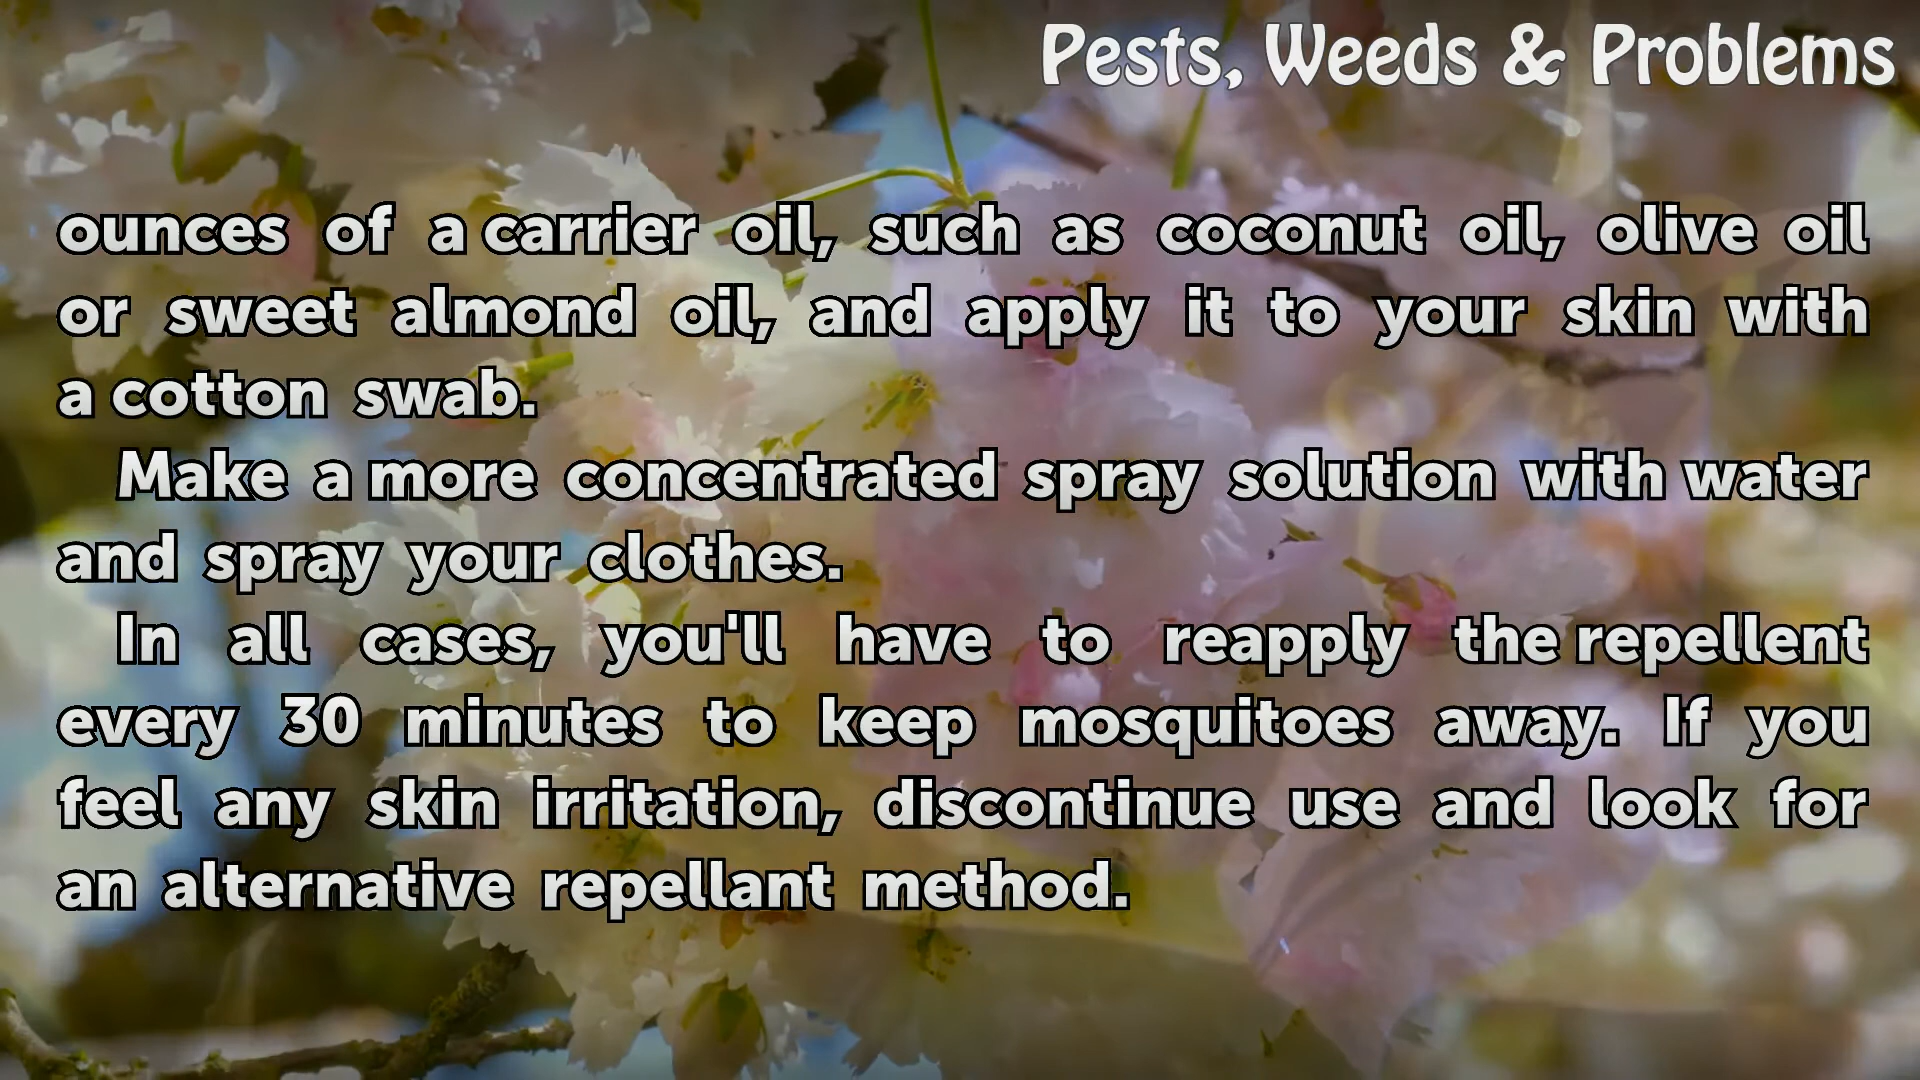 Pests, Weeds & Problems
ounces of a carrier oil, such as coconut oil, olive oil
or sweet almond oil, and apply it to your skin with
a cotton swab.
Make a more concentrated spray solution with water
and spray your clothes.
In all cases, you'll have to reapply the repellent
every 30 minutes to keep mosquitoes away. If you
feel any skin irritation, discontinue use and look for
an alternative repellant method.